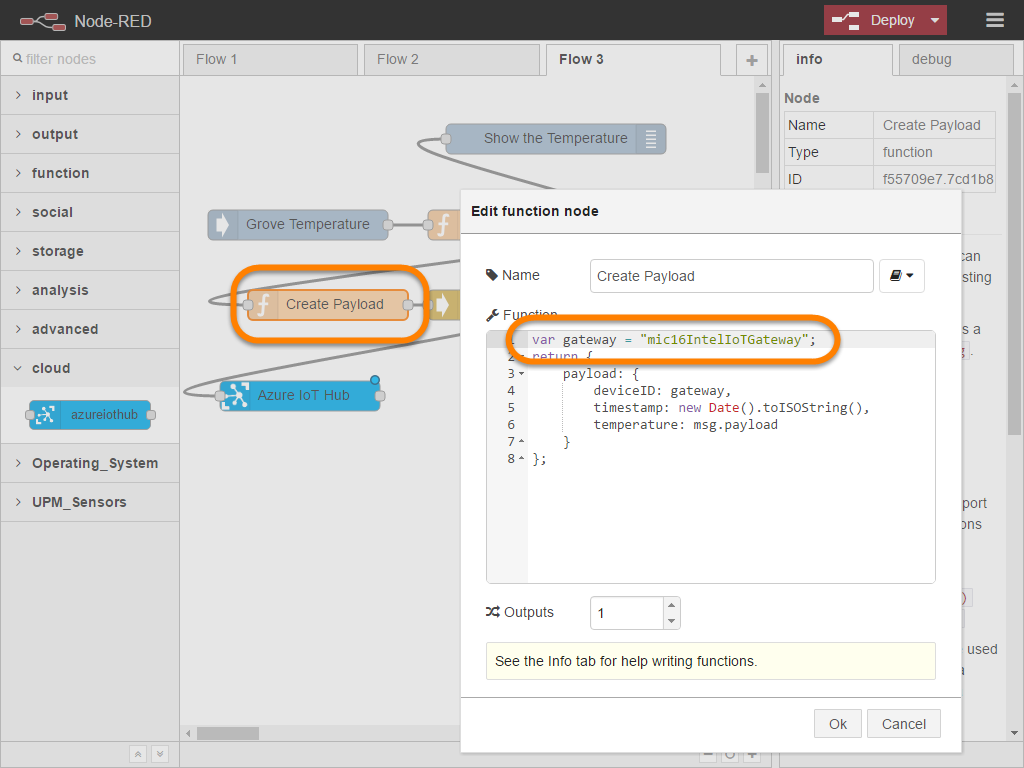 Node-RED
Deploy
filter nodes
input
output
function
social
storage
analysis
advanced
cloud
azureiothub
Operating_System
UPM_Sensors
Flow 1
Flow 2
Flow 3
Show the Temperature
Grove Temperature
Create Payload
Azure IoT Hub
info
debug
Node
Name Create Payload
Type function
ID f55709e7.7cd1b8
can
sting
s a
port
ons
)
used
a
Edit function node
Name
Create Payload
Function
1 var gateway = "mic16IntelIoTGateway";
2 return {
3 payload: {
4 deviceID: gateway,
5 timestamp: new Date().toISOString(),
6 temperature: msg.payload
7 }
8 };
Outputs
1
See the Info tab for help writing functions.
Ok
Cancel